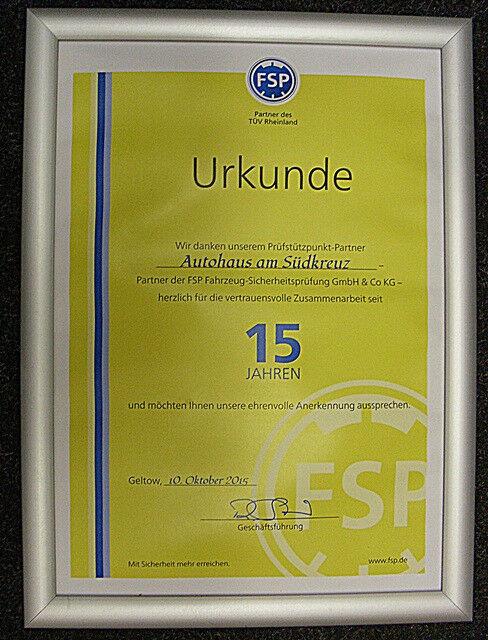 FSP
Partner des
TÜV Rheinland
Urkunde
Wir danken unserem Prüfstützpunkt-Partner
Autohaus am Südkreuz –
Partner der FSP Fahrzeug-Sicherheitsprüfung GmbH & Co KG –
herzlich für die vertrauensvolle Zusammenarbeit seit
15
JAHREN
und möchten Ihnen unsere ehrenvolle Anerkennung aussprechen.
FSP
Geltow, 10. Oktober 2015
Geschäftsführung
Mit Sicherheit mehr erreichen.
www.fsp.de